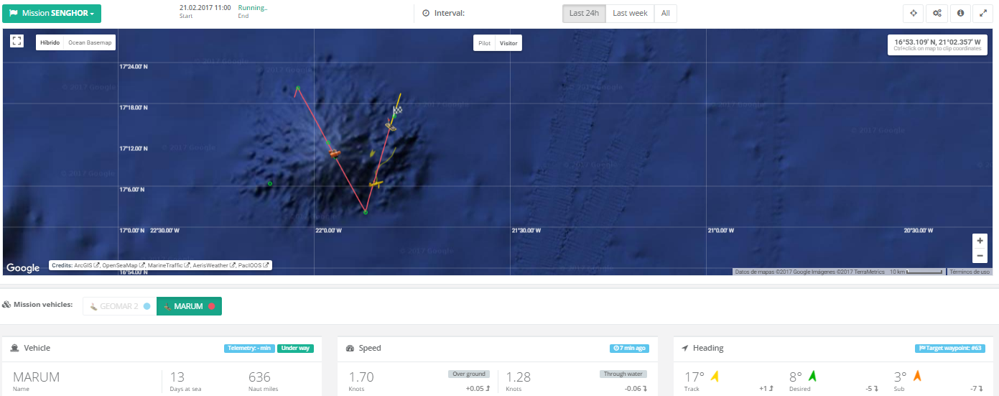 Mission SENGHOR
21.02.2017 11:00
Start
Running..
End
Interval:
Last 24h
Last week
All
Híbrido
Ocean Basemap
Pilot
Visitor
16°53.109' N, 21°02.357' W
Ctrl+click on map to clip coordinates
17°24.00' N
© 2017 Google
17°18.00' N
17°12.00' N
17°6.00' N
17°0.00' N
22°30.00' W
22°0.00' W
21°30.00' W
21°0.00' W
20°30.00' W
16°54.00' N
Google
Credits: ArcGIS, OpenSeaMap, MarineTraffic, AerisWeather, PacIOOS
Datos de mapas ©2017 Google Imágenes ©2017 TerraMetrics
10 km
Términos de uso
Mission vehicles:
GEOMAR 2
MARUM
Vehicle
Telemetry: - min
Under way
MARUM
Name
13
Days at sea
636
Naut miles
Speed
7 min ago
1.70
Knots
Over ground
+0.05
1.28
Knots
Through water
-0.06
Heading
Target waypoint: #63
17°
Track
+1
8°
Desired
-5
3°
Sub
-7